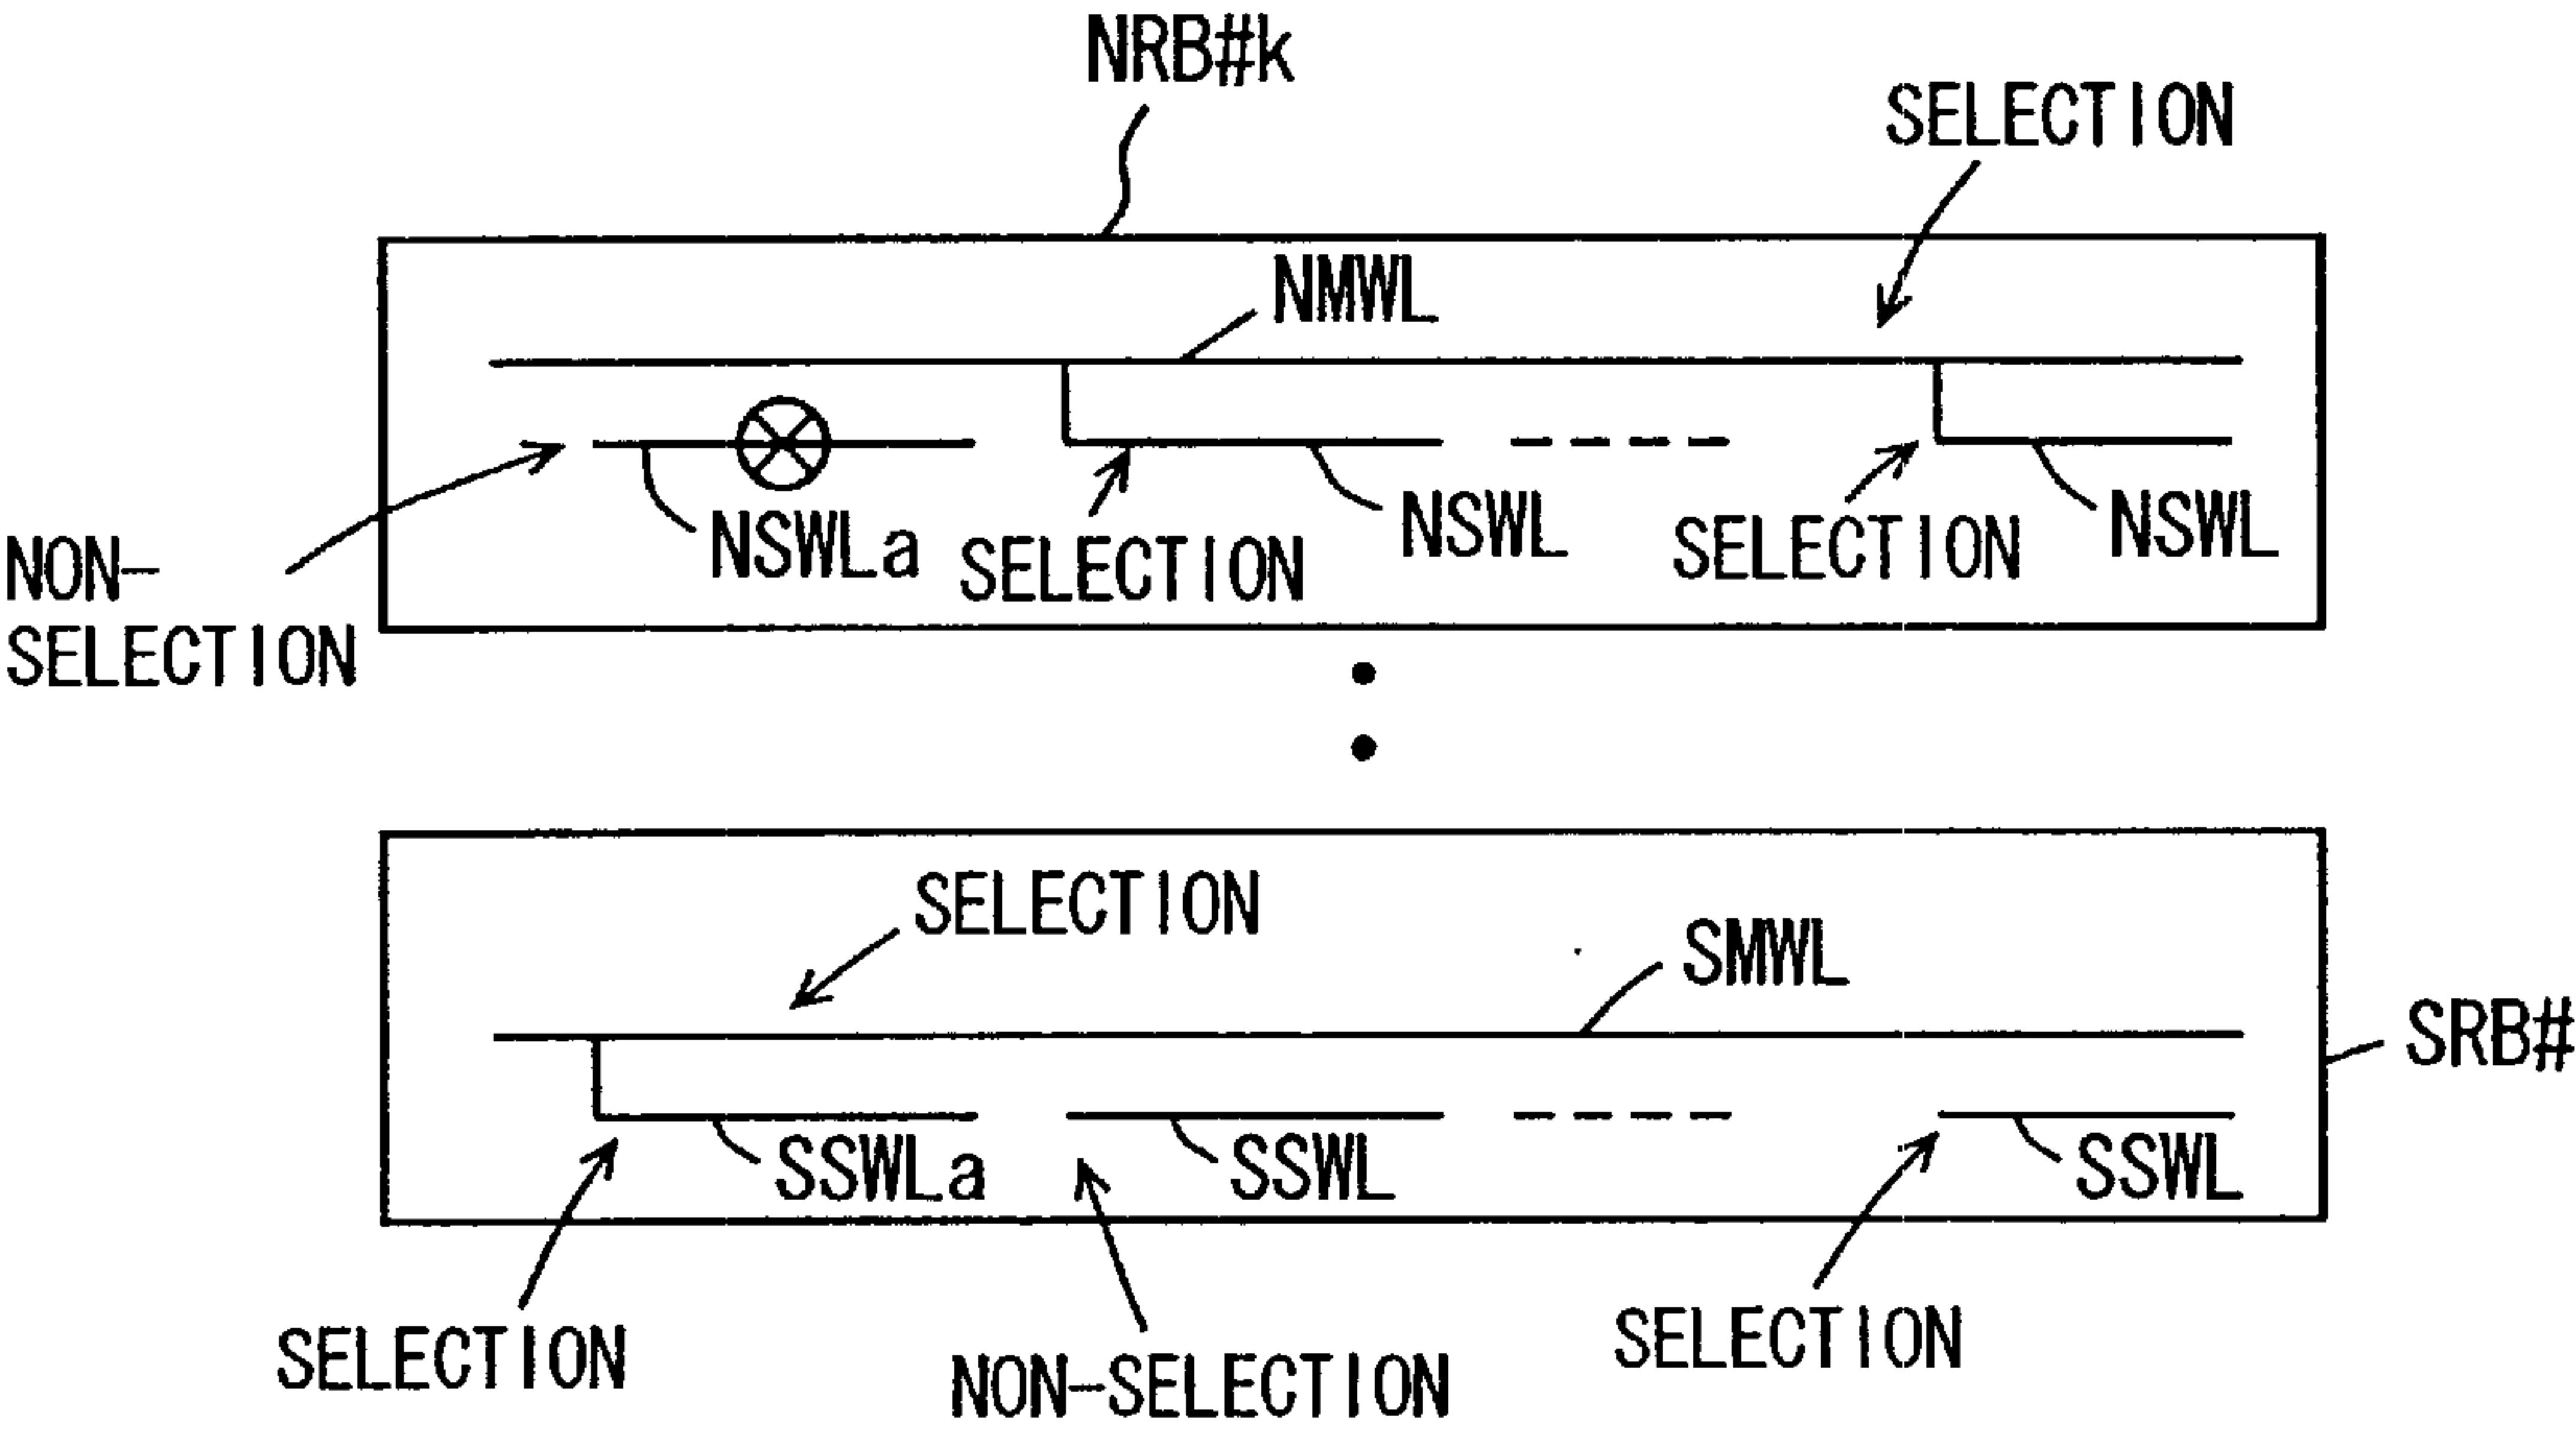 NRB#k
SELECTION
NMWL
NSWLa
SELECTION
NSWL
SELECTION
NSWL
NON-
SELECTION
SELECTION
SMWL
SRB#
SSWLa
SSWL
SSWL
SELECTION
NON-SELECTION
SELECTION